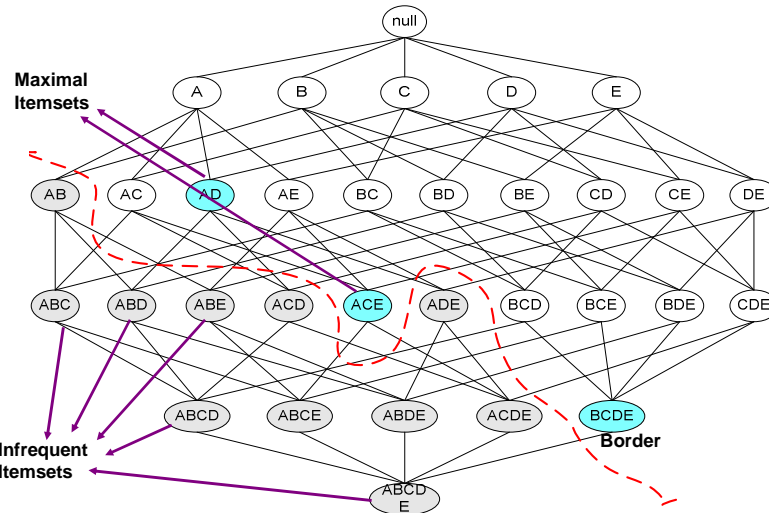 null
Maximal
Itemsets
A B C D E
AB AC AD AE BC BD BE CD CE DE
ABC ABD ABE ACD ACE ADE BCD BCE BDE CDE
ABCD ABCE ABDE ACDE BCDE
Border
Infrequent
Itemsets
ABCD
E